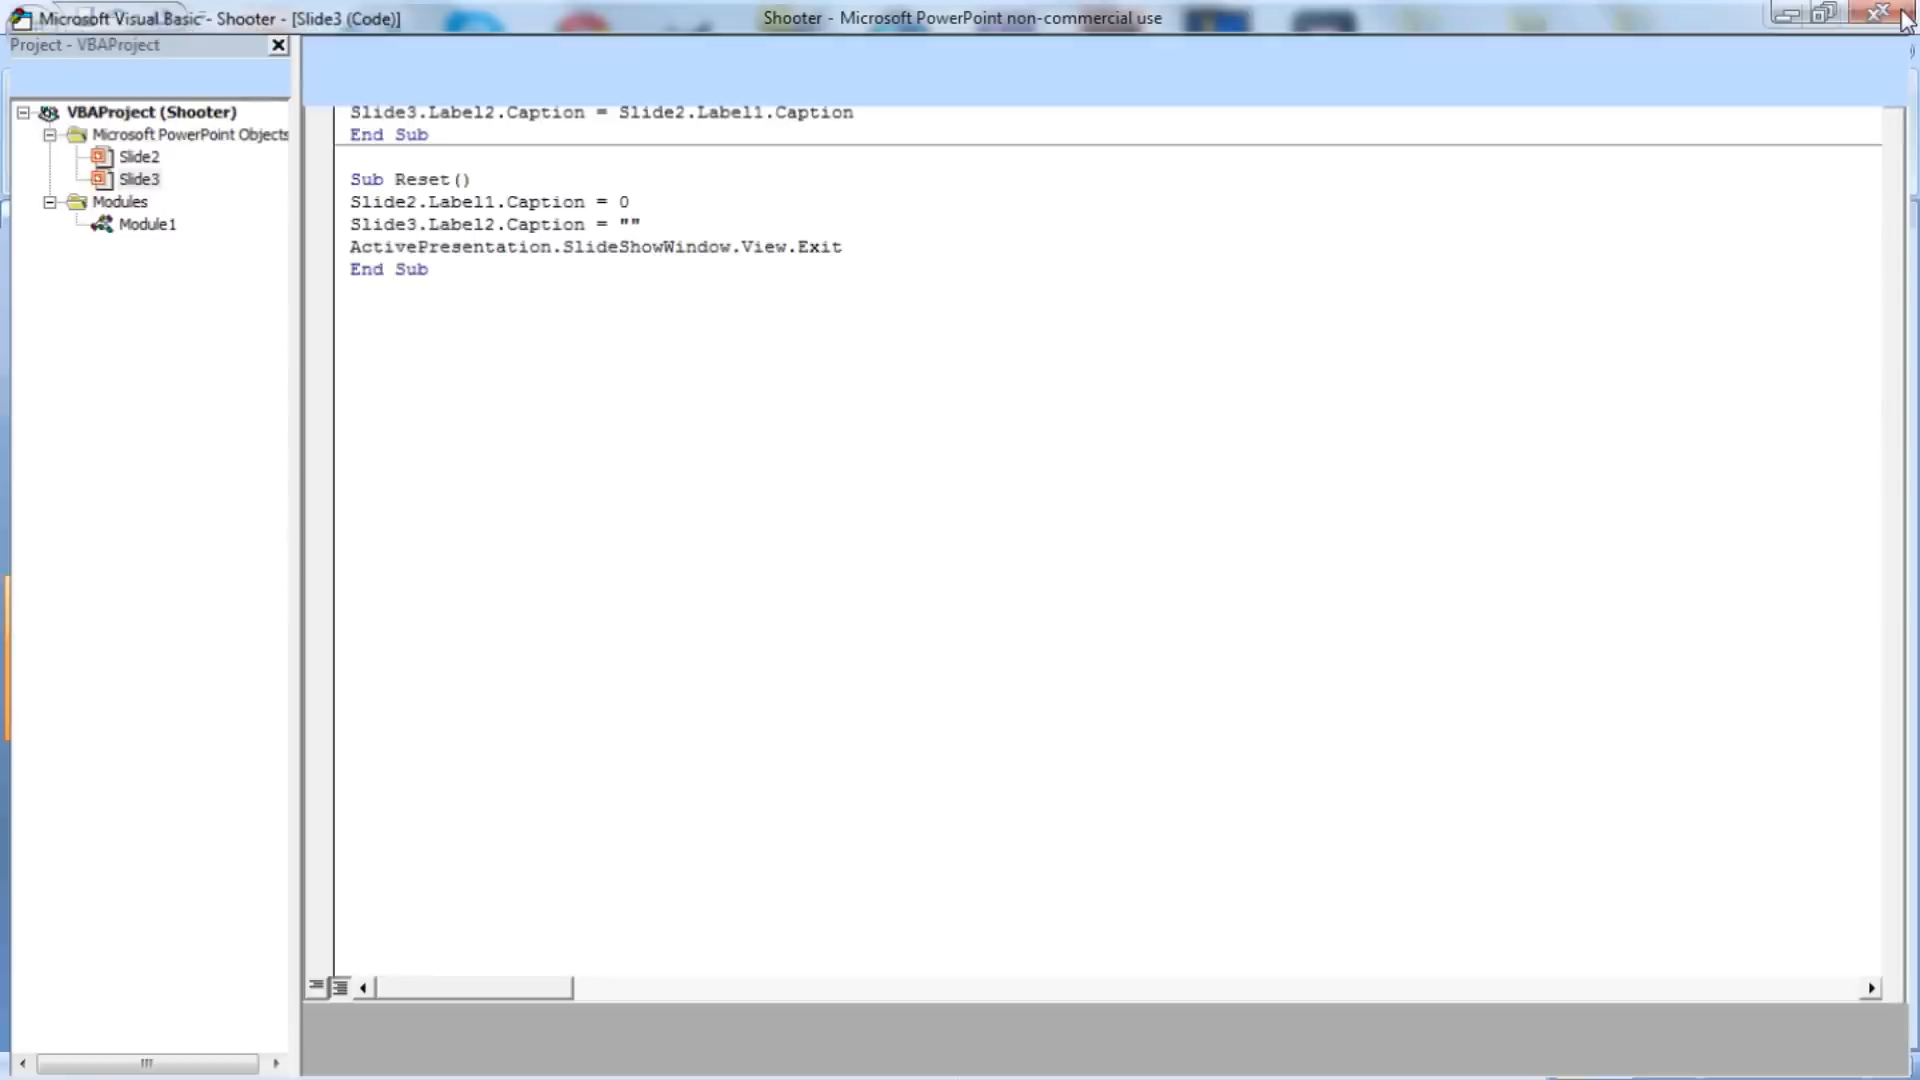 Microsoft Visual Basic - Shooter - [Slide3 (Code)]
Shooter - Microsoft PowerPoint non-commercial use
Project - VBAProject
VBAProject (Shooter)
Microsoft PowerPoint Objects
Slide2
Slide3
Modules
Module1
Slide3.Label2.Caption = Slide2.Label1.Caption
End Sub
Sub Reset()
Slide2.Label1.Caption = 0
Slide3.Label2.Caption = ""
ActivePresentation.SlideShowWindow.View.Exit
End Sub